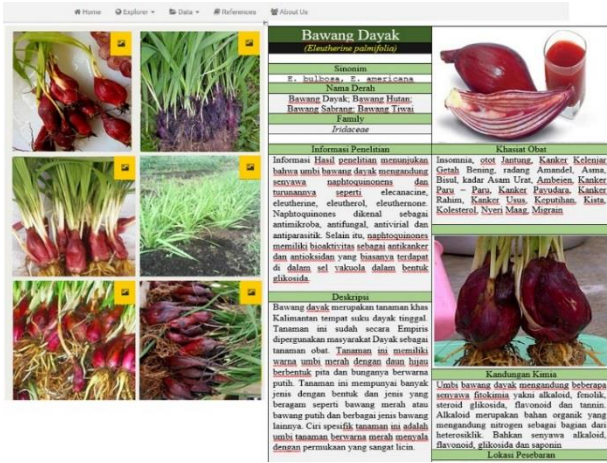 Home Explorer Data References About Us
Bawang Dayak
(Eleutherine palmifolia)
Sinonim
E. bulbosa, E. americana
Nama Derah
Bawang Dayak; Bawang Hutan;
Bawang Sabrang; Bawang Tiwai
Family
Iridaceae
Informasi Penelitian
Informasi Hasil penelitian menunjukan
bahwa umbi bawang dayak mengandung
senyawa naphtoquinonens dan
turunannya seperti elecanacine,
eleutherine, eleutherol, eleuthernone.
Naphtoquinones dikenal sebagai
antimikroba, antifungal, antivirial dan
antiparasitik. Selain itu, naphtoquinones
memiliki bioaktivitas sebagai antikanker
dan antioksidan yang biasanya terdapat
di dalam sel vakuola dalam bentuk
glikosida.
Deskripsi
Bawang dayak merupakan tanaman khas
Kalimantan tempat suku dayak tinggal.
Tanaman ini sudah secara Empiris
dipergunakan masyarakat Dayak sebagai
tanaman obat. Tanaman ini memiliki
warna umbi merah dengan daun hijau
berbentuk pita dan bunganya berwarna
putih. Tanaman ini mempunyai banyak
jenis dengan bentuk dan jenis yang
beragam seperti bawang merah atau
bawang putih dan berbagai jenis bawang
lainnya. Ciri spesifik tanaman ini adalah
umbi tanaman berwarna merah menyala
dengan permukaan yang sangat licin.
Khasiat Obat
Insomnia, otot Jantung, Kanker Kelenjar
Getah Bening, radang Amandel, Asma,
Bisul, kadar Asam Urat, Ambeien, Kanker
Paru – Paru, Kanker Payudara, Kanker
Rahim, Kanker Usus, Keputihan, Kista,
Kolesterol, Nyeri Maag, Migrain
Kandungan Kimia
Umbi bawang dayak mengandung beberapa
senyawa fitokimia yakni alkaloid, fenolik,
steroid glikosida, flavonoid dan tannin.
Alkaloid merupakan bahan organik yang
mengandung nitrogen sebagai bagian dari
heterosiklik. Bahkan senyawa alkaloid,
flavonoid, glikosida dan saponin
Lokasi Pesebaran